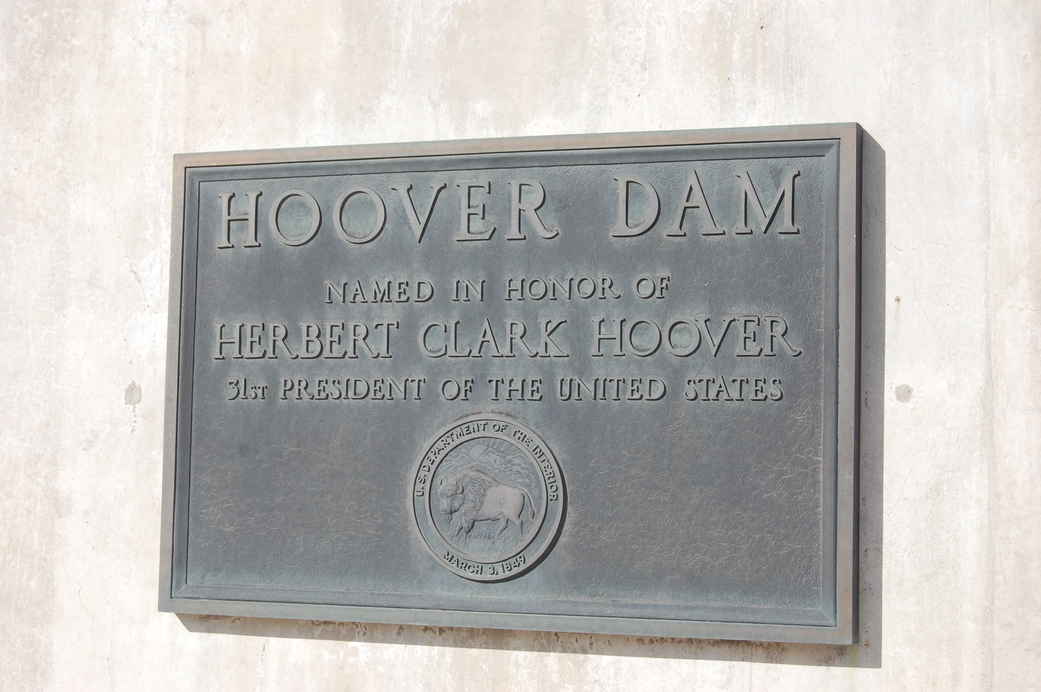 HOOVER DAM
NAMED IN HONOR OF
HERBERT CLARK HOOVER
31ST PRESIDENT OF THE UNITED STATES
U.S. DEPARTMENT OF THE INTERIOR
MARCH 3, 1849